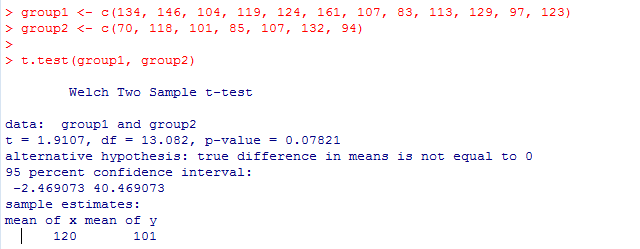 > group1 <- c(134, 146, 104, 119, 124, 161, 107, 83, 113, 129, 97, 123)
> group2 <- c(70, 118, 101, 85, 107, 132, 94)
>
> t.test(group1, group2)
Welch Two Sample t-test
data:  group1 and group2
t = 1.9107, df = 13.082, p-value = 0.07821
alternative hypothesis: true difference in means is not equal to 0
95 percent confidence interval:
-2.469073 40.469073
sample estimates:
mean of x mean of y
120       101